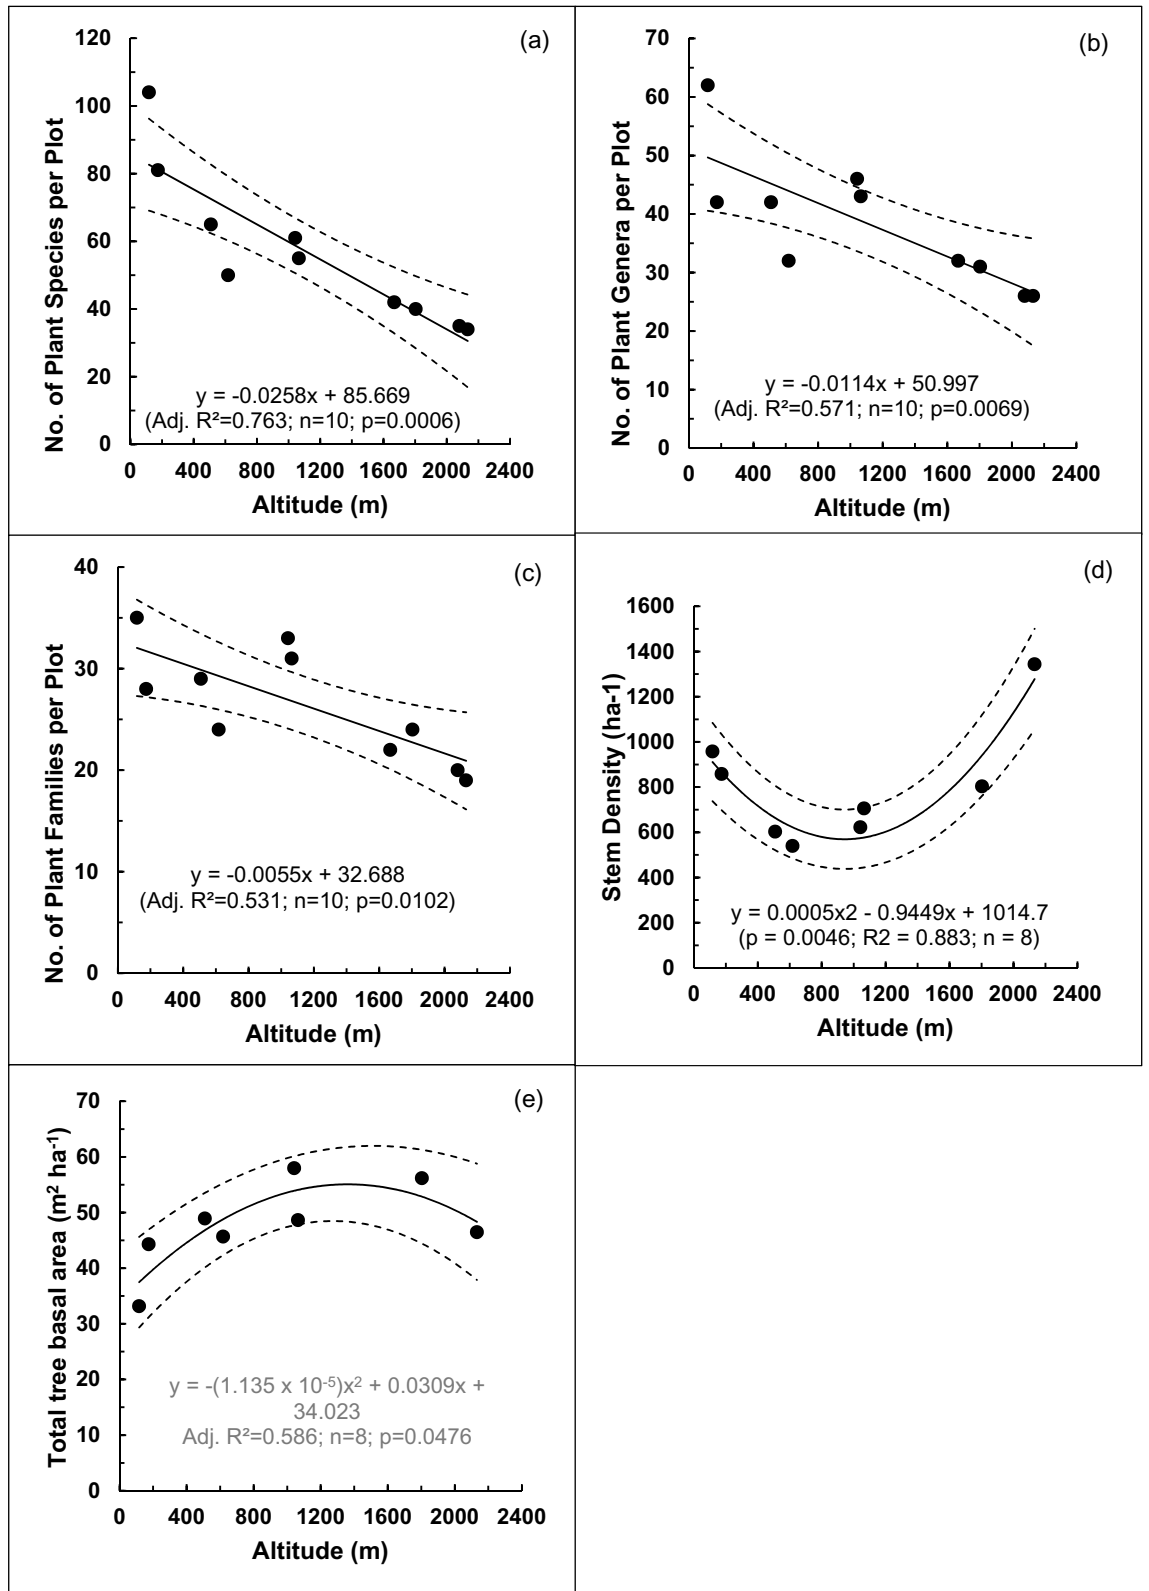 (a)
No. of Plant Species per Plot
120
100
80
60
40
20
0
y = -0.0258x + 85.669
(Adj. R²=0.763; n=10; p=0.0006)
0 400 800 1200 1600 2000 2400
Altitude (m)
(b)
No. of Plant Genera per Plot
70
60
50
40
30
20
10
0
y = -0.0114x + 50.997
(Adj. R²=0.571; n=10; p=0.0069)
0 400 800 1200 1600 2000 2400
Altitude (m)
(c)
No. of Plant Families per Plot
40
30
20
10
0
y = -0.0055x + 32.688
(Adj. R²=0.531; n=10; p=0.0102)
0 400 800 1200 1600 2000 2400
Altitude (m)
(d)
Stem Density (ha-1)
1600
1400
1200
1000
800
600
400
200
0
y = 0.0005x2 - 0.9449x + 1014.7
(p = 0.0046; R2 = 0.883; n = 8)
0 400 800 1200 1600 2000 2400
Altitude (m)
(e)
Total tree basal area (m² ha⁻¹)
70
60
50
40
30
20
10
0
y = -(1.135 x 10⁻⁵)x² + 0.0309x +
34.023
Adj. R²=0.586; n=8; p=0.0476
0 400 800 1200 1600 2000 2400
Altitude (m)